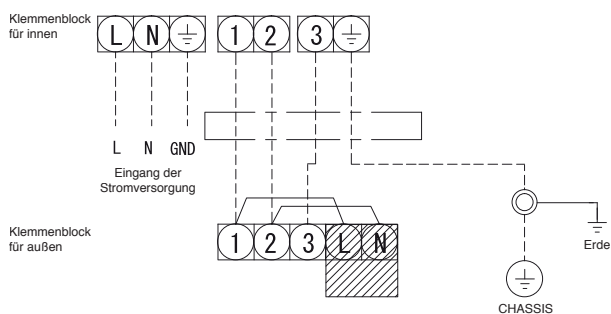 Klemmenblock
für innen
L N 1 2 3
L N GND
Eingang der
Stromversorgung
Klemmenblock
für außen
1 2 3 L N
Erde
CHASSIS